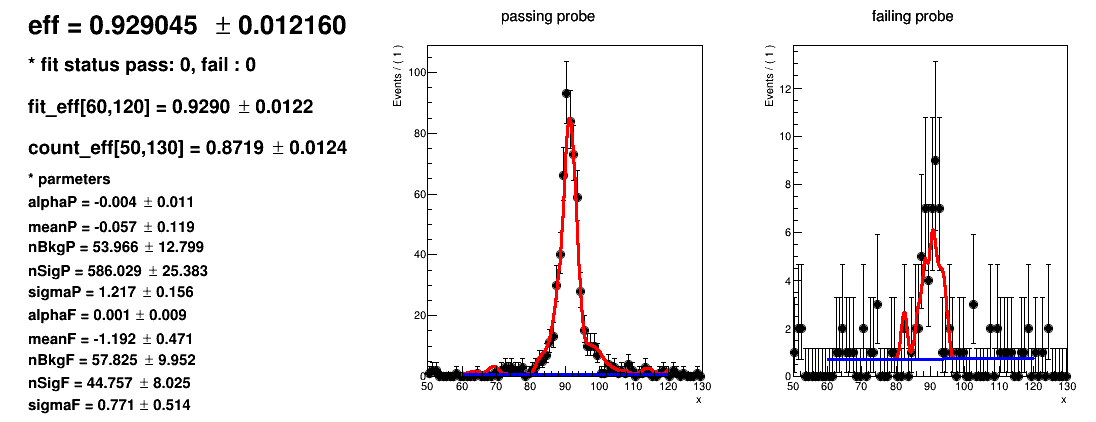 eff = 0.929045 ± 0.012160
* fit status pass: 0, fail : 0
fit_eff[60,120] = 0.9290 ± 0.0122
count_eff[50,130] = 0.8719 ± 0.0124
* parmeters
alphaP = -0.004 ± 0.011
meanP = -0.057 ± 0.119
nBkgP = 53.966 ± 12.799
nSigP = 586.029 ± 25.383
sigmaP = 1.217 ± 0.156
alphaF = 0.001 ± 0.009
meanF = -1.192 ± 0.471
nBkgF = 57.825 ± 9.952
nSigF = 44.757 ± 8.025
sigmaF = 0.771 ± 0.514
passing probe
Events / ( 1 )
100
80
60
40
20
0
50 60 70 80 90 100 110 120 130
x
failing probe
Events / ( 1 )
12
10
8
6
4
2
0
50 60 70 80 90 100 110 120 130
x